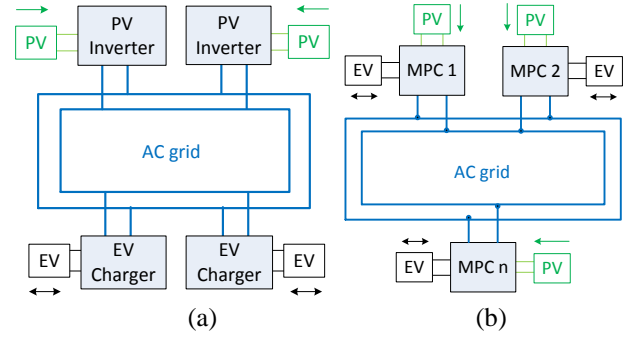 PV
PV
Inverter
PV
Inverter
PV
AC grid
EV
EV
Charger
EV
Charger
EV
(a)
PV
PV
EV
MPC 1
MPC 2
EV
AC grid
EV
MPC n
PV
(b)